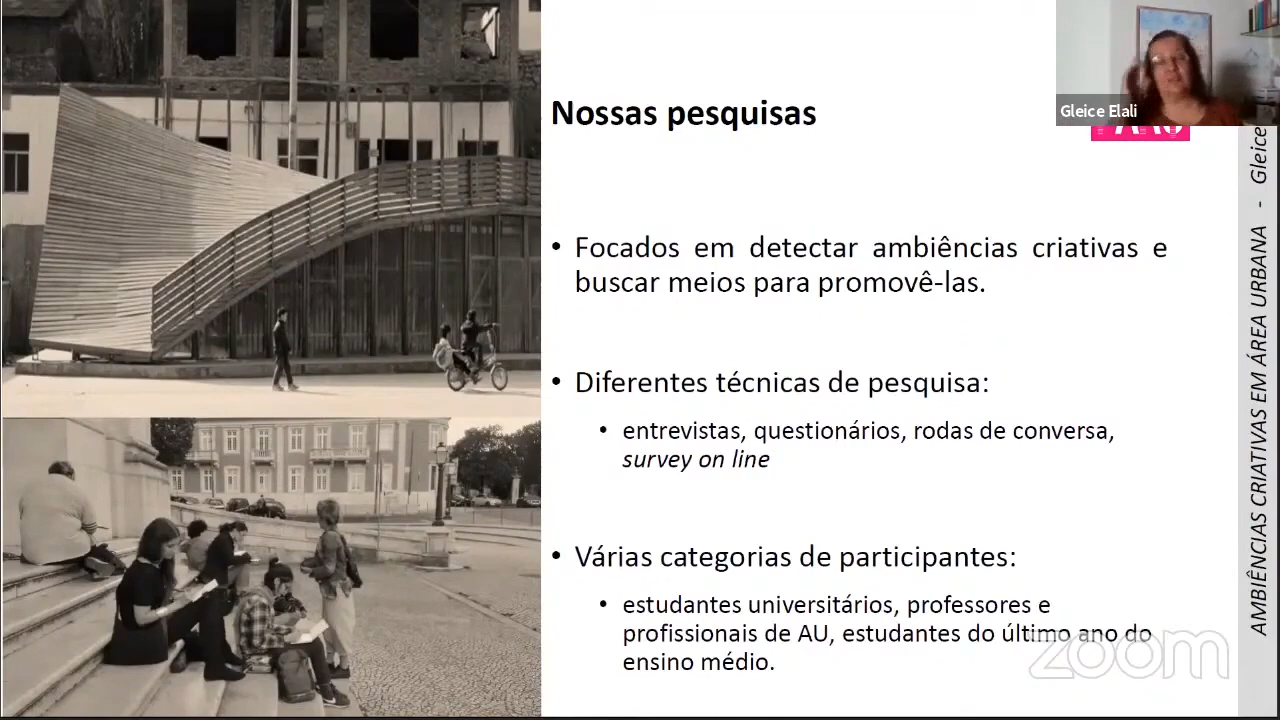 Nossas pesquisas
Gleice Elali
• Focados em detectar ambiências criativas e
buscar meios para promovê-las.
• Diferentes técnicas de pesquisa:
• entrevistas, questionários, rodas de conversa,
survey on line
• Várias categorias de participantes:
• estudantes universitários, professores e
profissionais de AU, estudantes do último ano do
ensino médio.
zoom
AMBIÊNCIAS CRIATIVAS EM ÁREA URBANA - Gleice